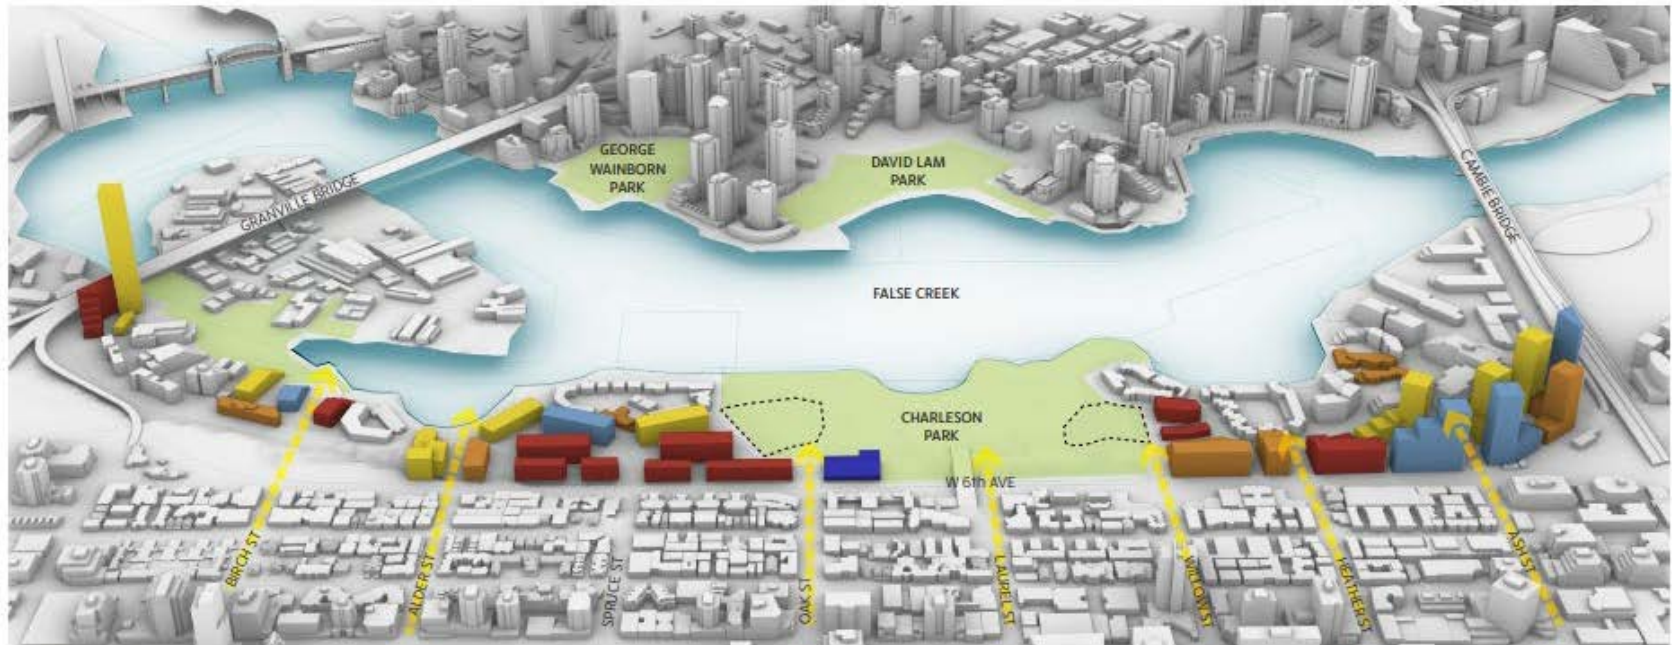 GEORGE
WAINBORN
PARK
DAVID LAM
PARK
GRANVILLE BRIDGE
CAMBIE BRIDGE
FALSE CREEK
CHARLESON
PARK
W 6th AVE
BIRCH ST
ALDER ST
SPRUCE ST
OAK ST
LAUREL ST
WILLOW ST
HEATHER ST
ASH ST